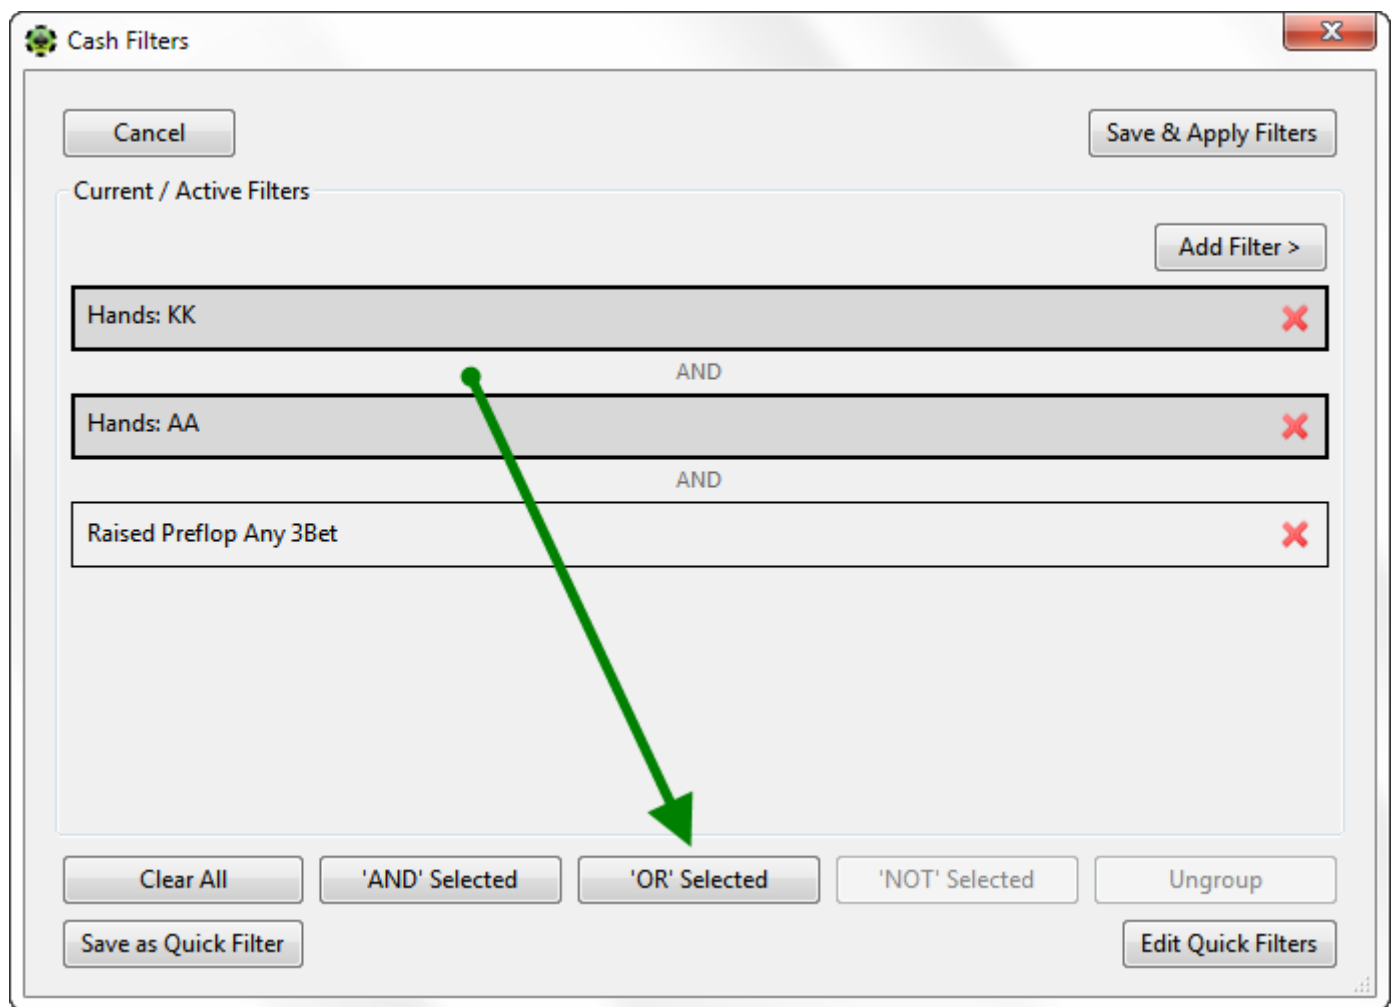 Cash Filters
Cancel
Save & Apply Filters
Current / Active Filters
Add Filter >
Hands: KK
AND
Hands: AA
AND
Raised Preflop Any 3Bet
Clear All
'AND' Selected
'OR' Selected
'NOT' Selected
Ungroup
Save as Quick Filter
Edit Quick Filters